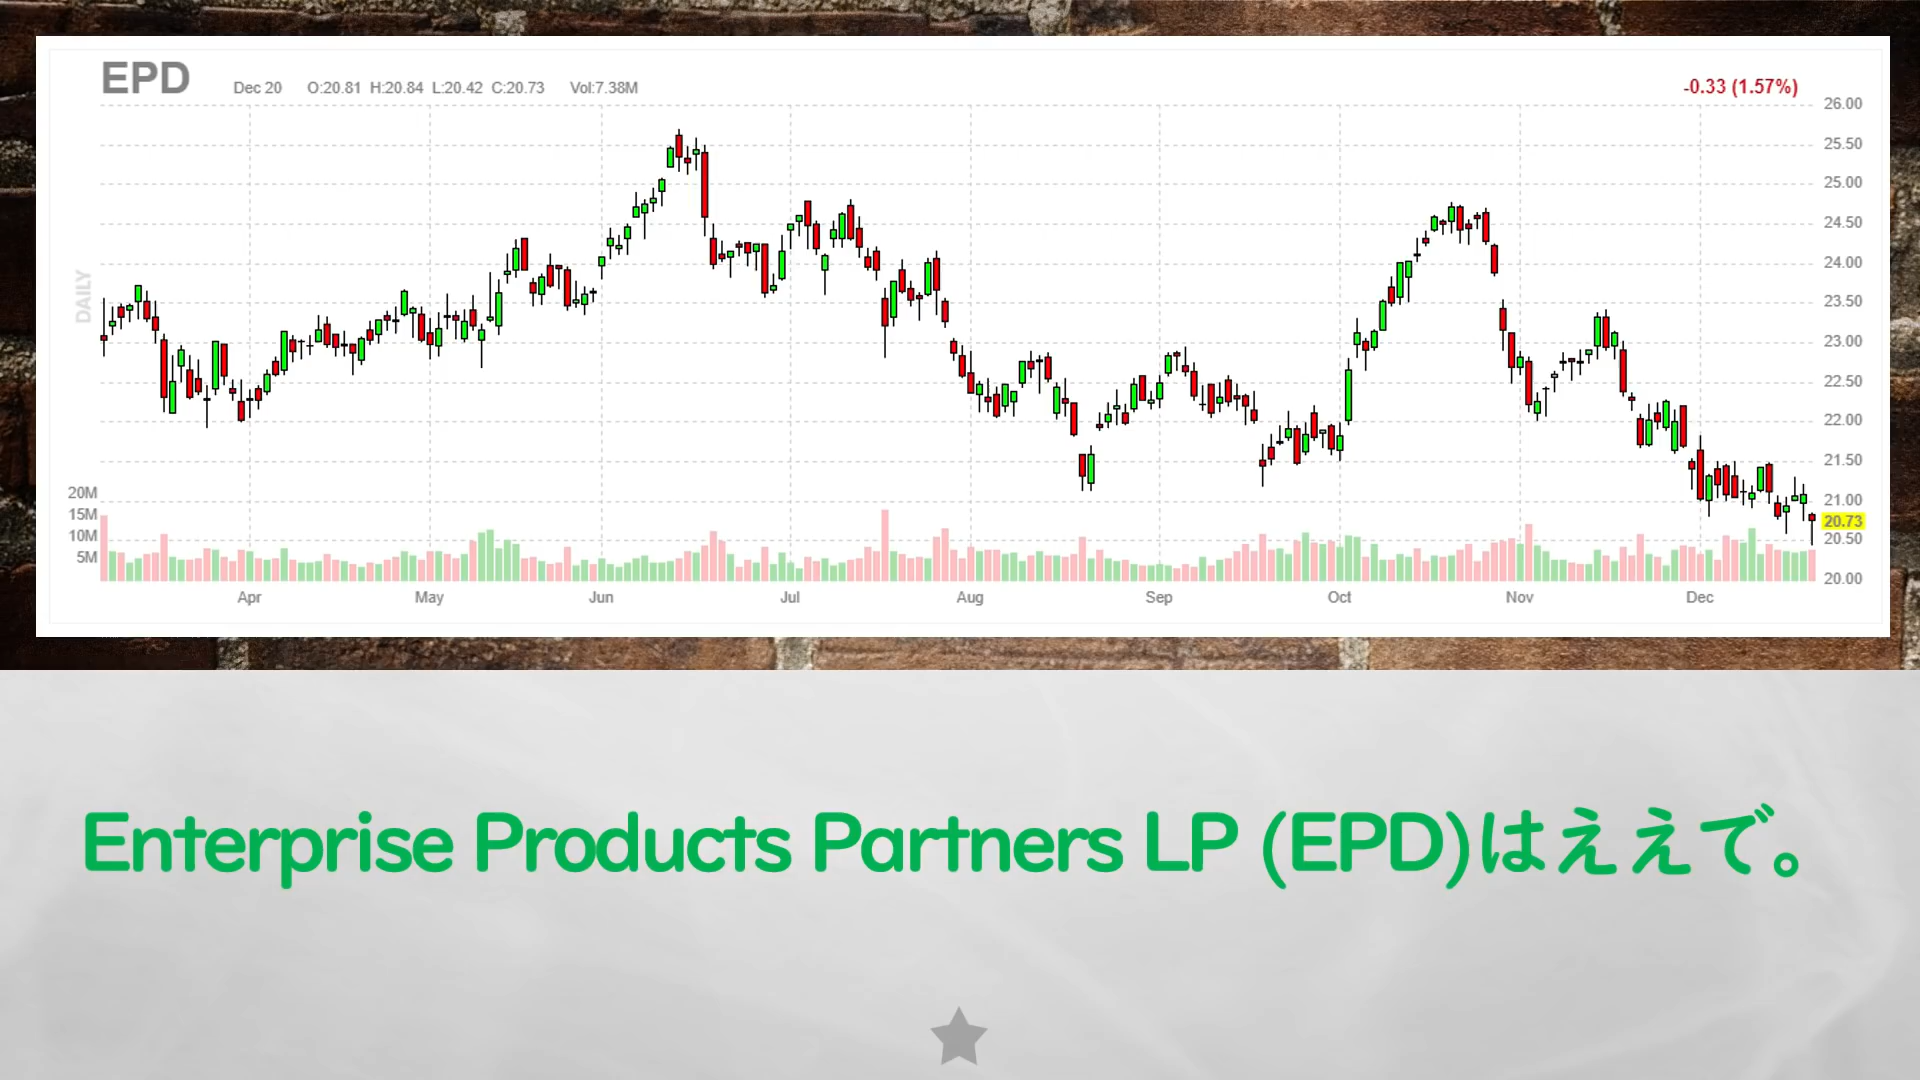 EPD Dec 20 O:20.81 H:20.84 L:20.42 C:20.73 Vol:7.38M -0.33 (1.57%)
26.00
25.50
25.00
24.50
24.00
23.50
23.00
22.50
22.00
21.50
21.00
20.73
20.50
20.00
DAILY
20M
15M
10M
5M
Apr May Jun Jul Aug Sep Oct Nov Dec
Enterprise Products Partners LP (EPD)はええで。